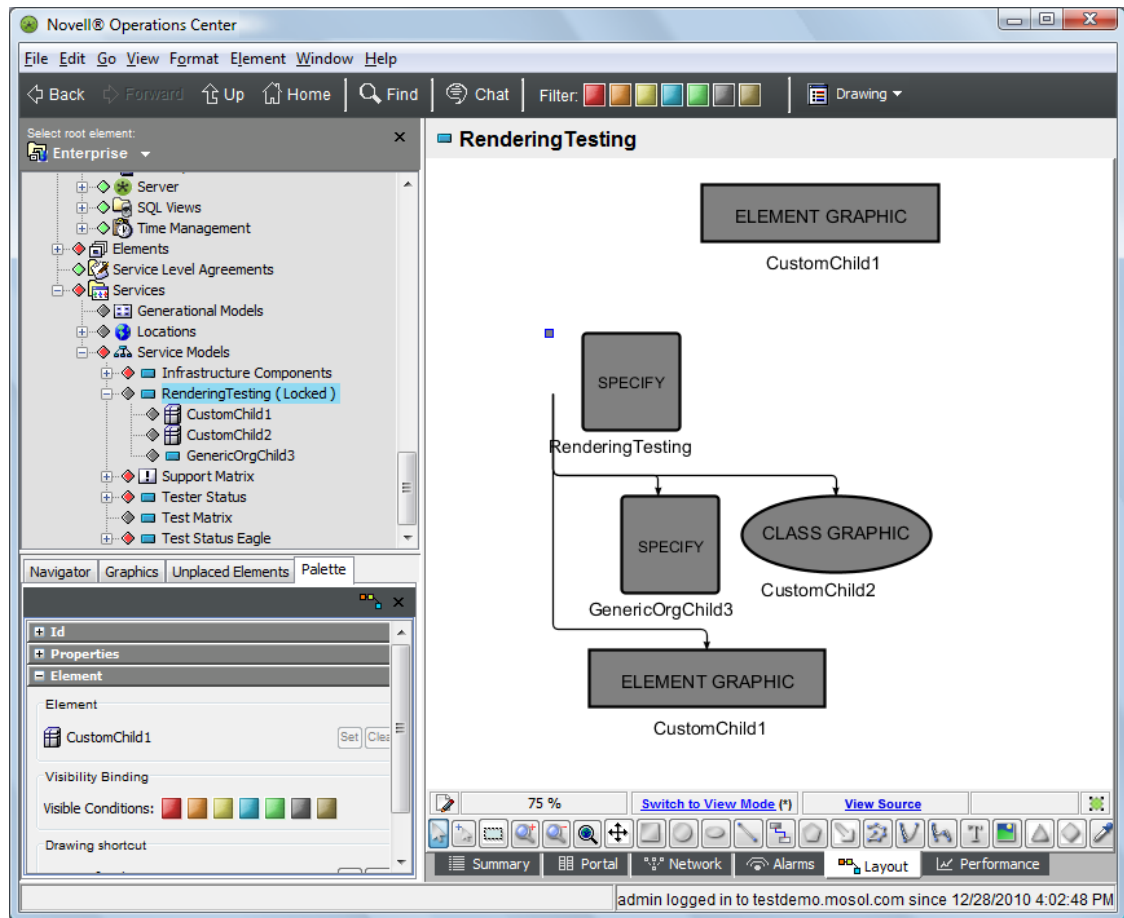 Novell® Operations Center
File Edit Go View Format Element Window Help
Back Forward Up Home Find Chat Filter: Drawing
Select root element:
Enterprise
Server
SQL Views
Time Management
Elements
Service Level Agreements
Services
Generational Models
Locations
Service Models
Infrastructure Components
RenderingTesting ( Locked )
CustomChild1
CustomChild2
GenericOrgChild3
Support Matrix
Tester Status
Test Matrix
Test Status Eagle
Navigator Graphics Unplaced Elements Palette
Id
Properties
Element
Element
CustomChild1 Set Clea
Visibility Binding
Visible Conditions:
Drawing shortcut
RenderingTesting
ELEMENT GRAPHIC
CustomChild1
SPECIFY
RenderingTesting
SPECIFY
GenericOrgChild3
CLASS GRAPHIC
CustomChild2
ELEMENT GRAPHIC
CustomChild1
75 % Switch to View Mode (*) View Source
Summary Portal Network Alarms Layout Performance
admin logged in to testdemo.mosol.com since 12/28/2010 4:02:48 PM